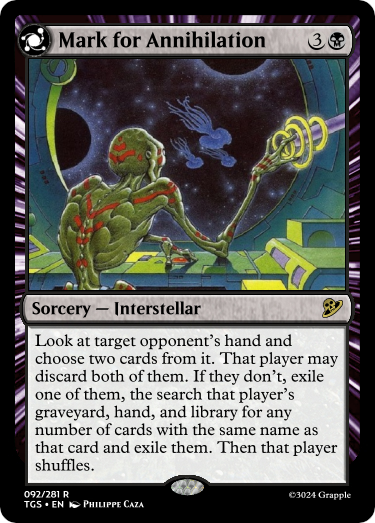 Mark for Annihilation 3
Sorcery — Interstellar
Look at target opponent's hand and
choose two cards from it. That player may
discard both of them. If they don't, exile
one of them, the search that player's
graveyard, hand, and library for any
number of cards with the same name as
that card and exile them. Then that player
shuffles.
092/281 R
TGS • EN Philippe Caza
©3024 Grapple